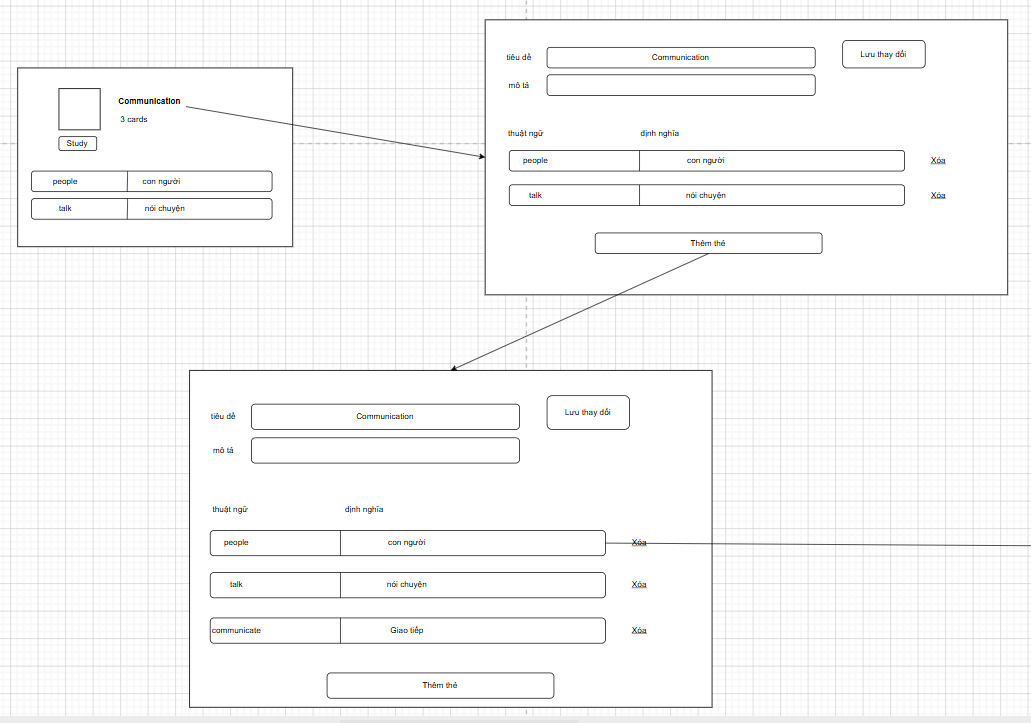 Communication
3 cards
Study
people con người
talk nói chuyện
tiêu đề Communication Lưu thay đổi
mô tả
thuật ngữ định nghĩa
people con người Xóa
talk nói chuyện Xóa
Thêm thẻ
tiêu đề Communication Lưu thay đổi
mô tả
thuật ngữ định nghĩa
people con người Xóa
talk nói chuyện Xóa
communicate Giao tiếp Xóa
Thêm thẻ